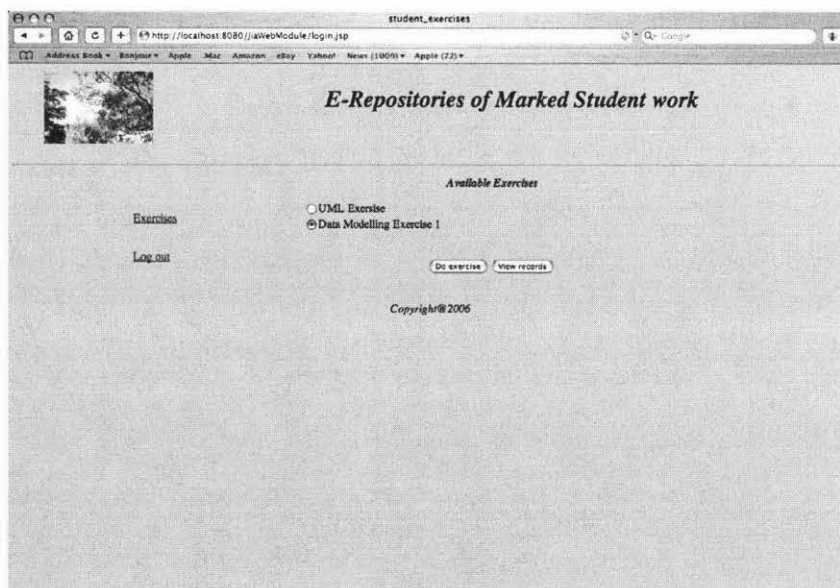 student_exercises
http://localhost:8080/JiaWebModule/login.jsp
Q- Google
Address Book Bonjour Apple .Mac Amazon eBay Yahoo! News (1009) Apple (72)
E-Repositories of Marked Student work
Available Exercises
UML Exersise
Data Modelling Exercise 1
Exercises
Log out
Do exercise View records
Copyright@2006